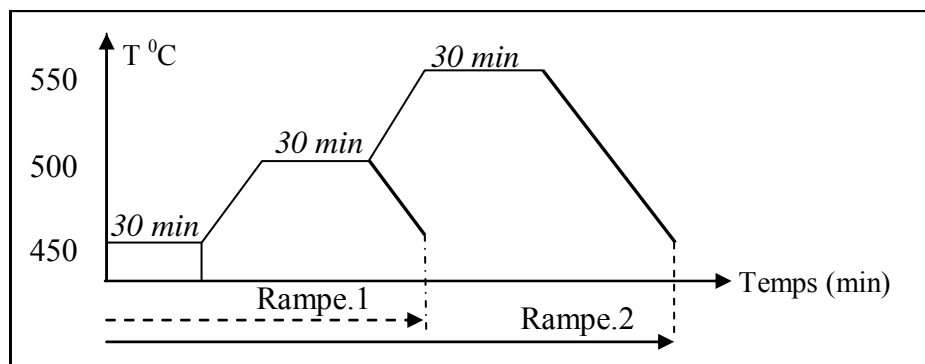 T ⁰C
30 min
550
30 min
500
30 min
450
Temps (min)
Rampe.1
Rampe.2